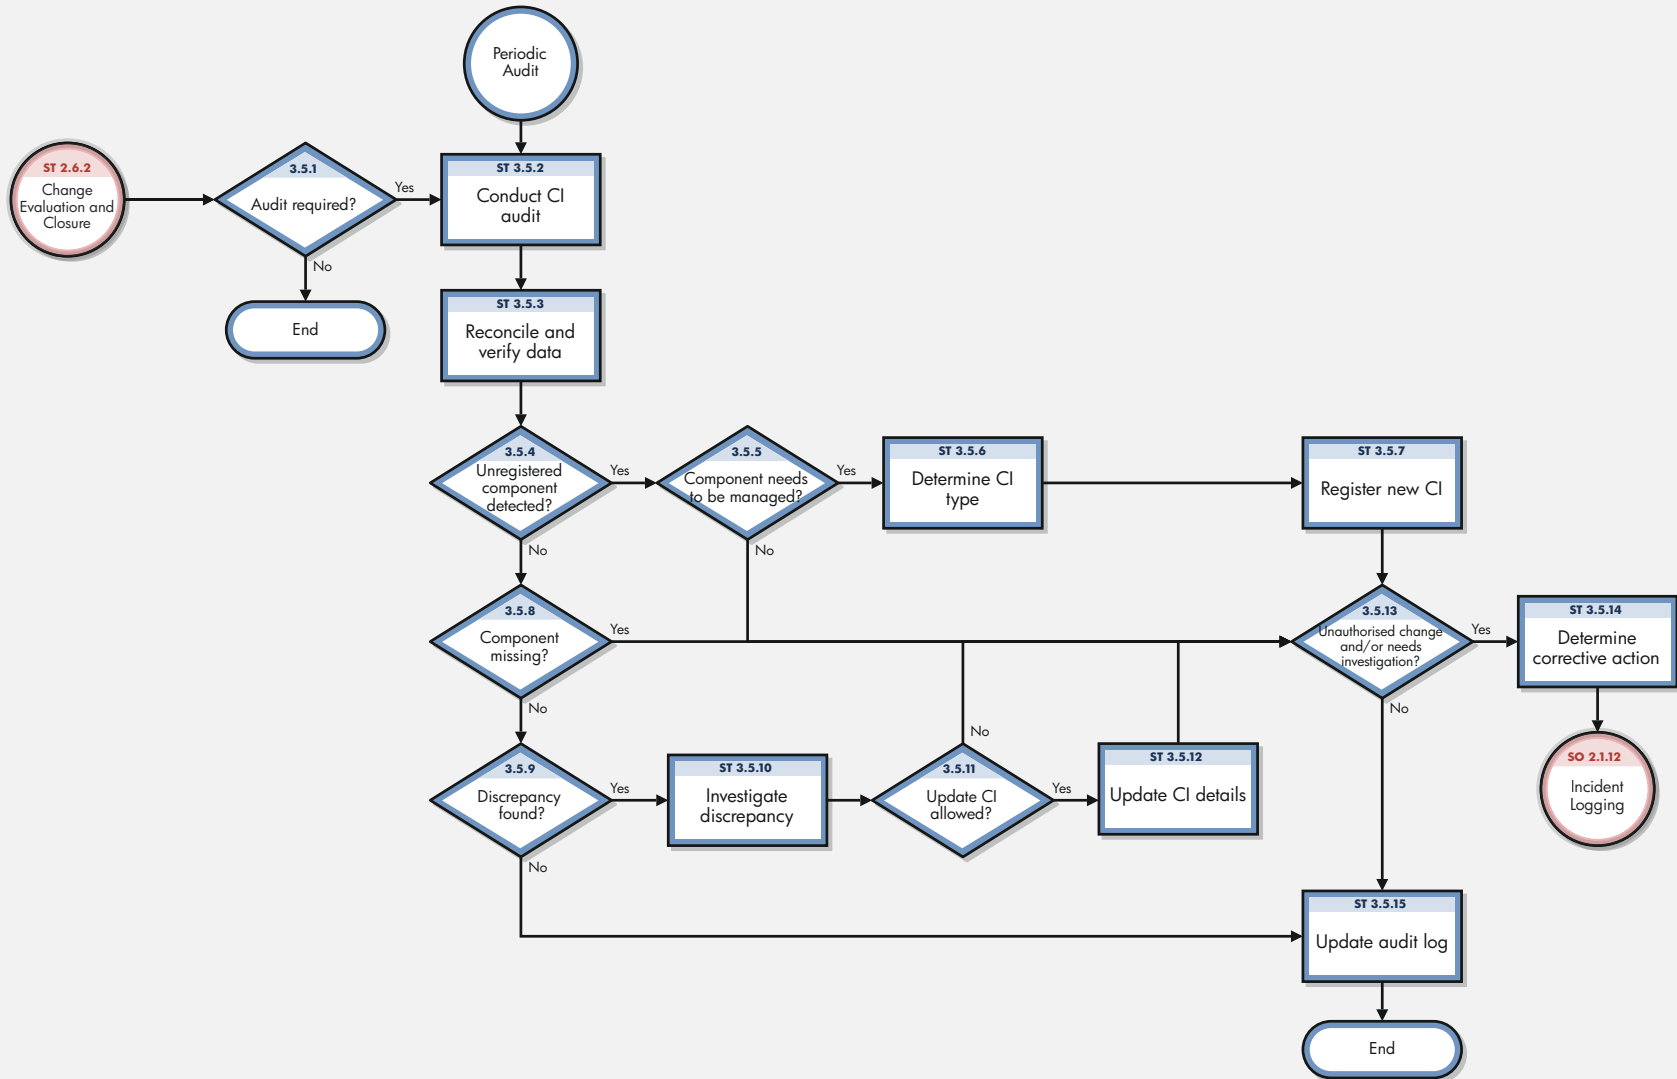 Periodic
Audit
ST 2.6.2
Change
Evaluation and
Closure
3.5.1
Audit required?
Yes
No
End
ST 3.5.2
Conduct CI
audit
ST 3.5.3
Reconcile and
verify data
3.5.4
Unregistered
component
detected?
Yes
No
3.5.5
Component needs
to be managed?
Yes
No
ST 3.5.6
Determine CI
type
ST 3.5.7
Register new CI
3.5.8
Component
missing?
Yes
No
3.5.13
Unauthorised change
and/or needs
investigation?
Yes
No
ST 3.5.14
Determine
corrective action
3.5.9
Discrepancy
found?
Yes
No
ST 3.5.10
Investigate
discrepancy
3.5.11
Update CI
allowed?
No
Yes
ST 3.5.12
Update CI details
SO 2.1.12
Incident
Logging
ST 3.5.15
Update audit log
End